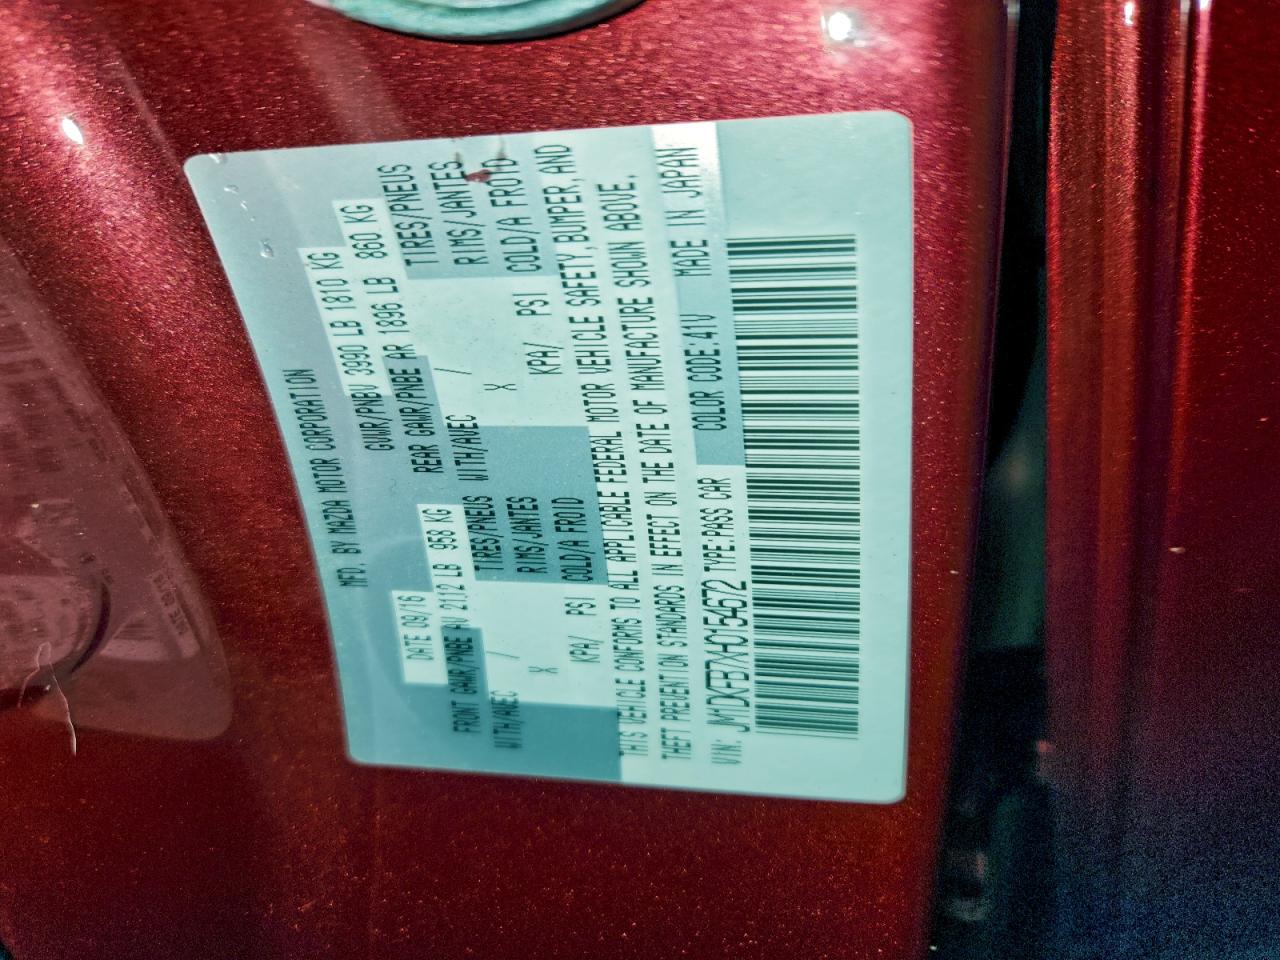 MFD. BY MAZDA MOTOR CORPORATION
DATE 09/16 GVWR/PNBV 3990 LB 1810 KG
FRONT GAWR/PNBE AV 2112 LB 958 KG REAR GAWR/PNBE AR 1896 LB 860 KG
WITH/AVEC / TIRES/PNEUS WITH/AVEC / TIRES/PNEUS
X RIMS/JANTES X RIMS/JANTES
KPA/ PSI COLD/A FROID KPA/ PSI COLD/A FROID
THIS VEHICLE CONFORMS TO ALL APPLICABLE FEDERAL MOTOR VEHICLE SAFETY, BUMPER, AND
THEFT PREVENTION STANDARDS IN EFFECT ON THE DATE OF MANUFACTURE SHOWN ABOVE.
VIN: TYPE:PASS CAR COLOR CODE:41V MADE IN JAPAN